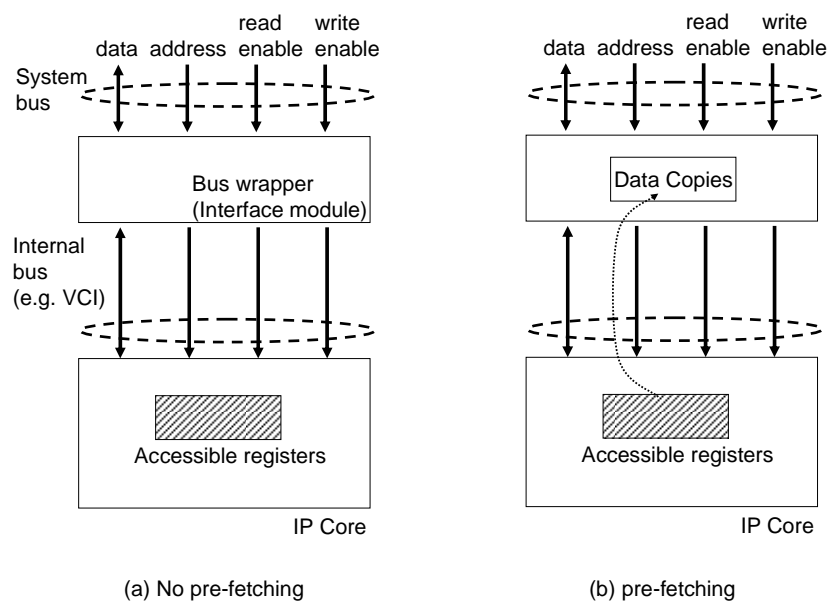 data address read enable write enable
System bus
Bus wrapper
(Interface module)
Internal bus
(e.g. VCI)
Accessible registers
IP Core
(a) No pre-fetching
data address read enable write enable
Data Copies
Accessible registers
IP Core
(b) pre-fetching